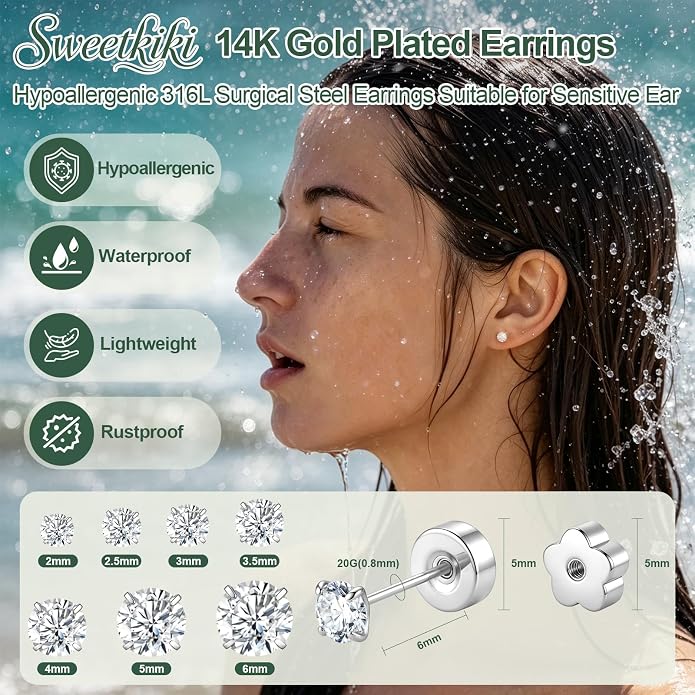 Sweetkiki 14K Gold Plated Earrings
Hypoallergenic 316L Surgical Steel Earrings Suitable for Sensitive Ear
Hypoallergenic
Waterproof
Lightweight
Rustproof
2mm
2.5mm
3mm
3.5mm
4mm
5mm
6mm
20G(0.8mm)
6mm
5mm
5mm